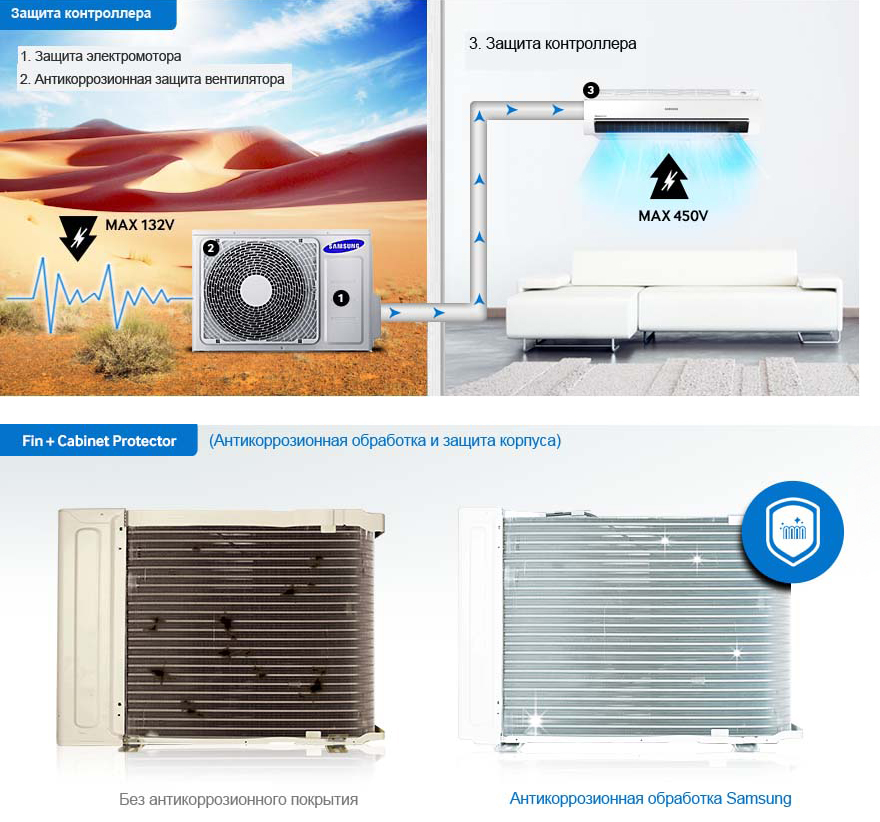 Защита контроллера
1. Защита электромотора
2. Антикоррозионная защита вентилятора
3. Защита контроллера
3
SAMSUNG
MAX 450V
MAX 132V
2
SAMSUNG
1
Fin + Cabinet Protector
(Антикоррозионная обработка и защита корпуса)
Без антикоррозионного покрытия
Антикоррозионная обработка Samsung